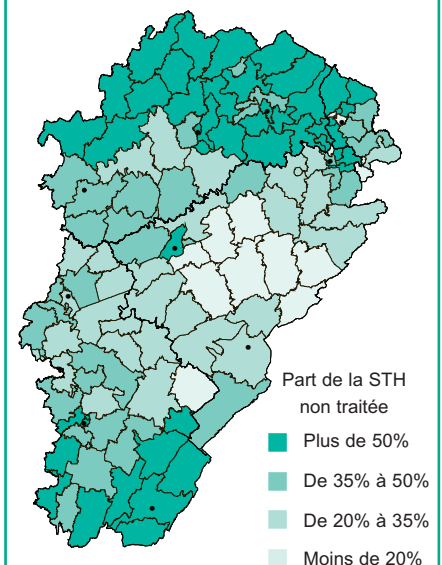 Part de la STH
non traitée
Plus de 50%
De 35% à 50%
De 20% à 35%
Moins de 20%